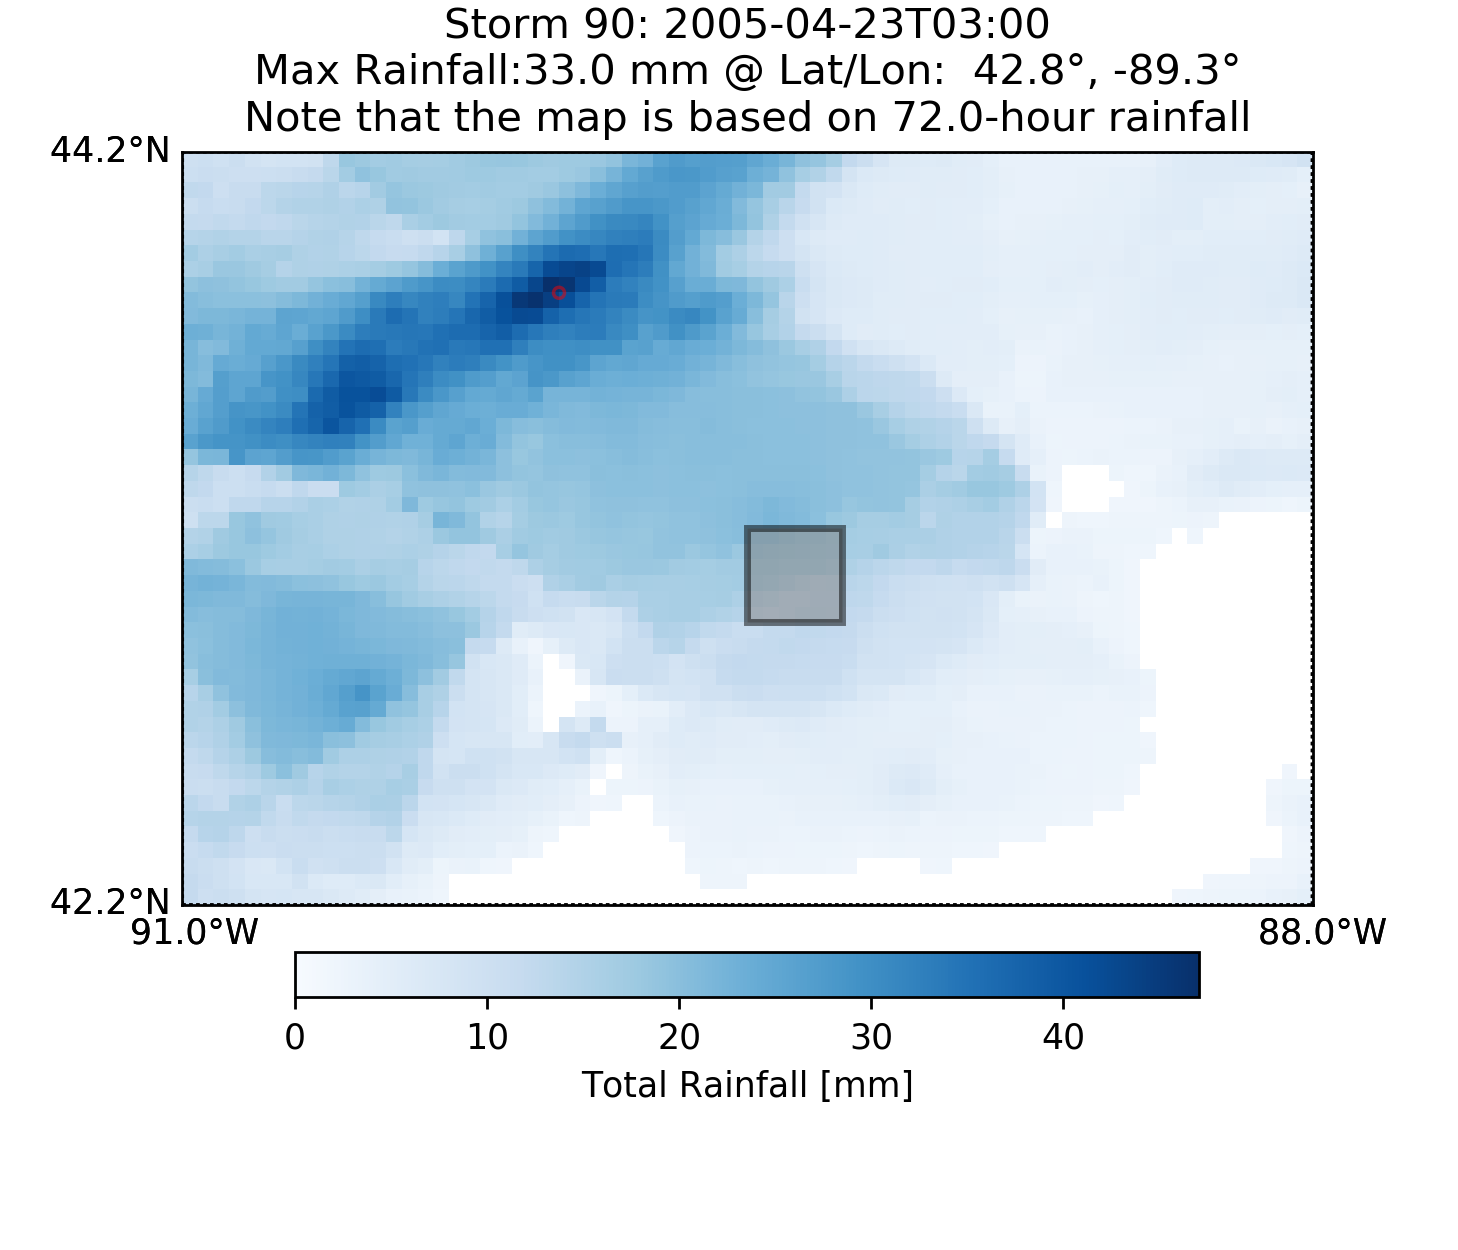 Storm 90: 2005-04-23T03:00
Max Rainfall:33.0 mm @ Lat/Lon:  42.8°, -89.3°
Note that the map is based on 72.0-hour rainfall
44.2°N
42.2°N
91.0°W
88.0°W
0
10
20
30
40
Total Rainfall [mm]